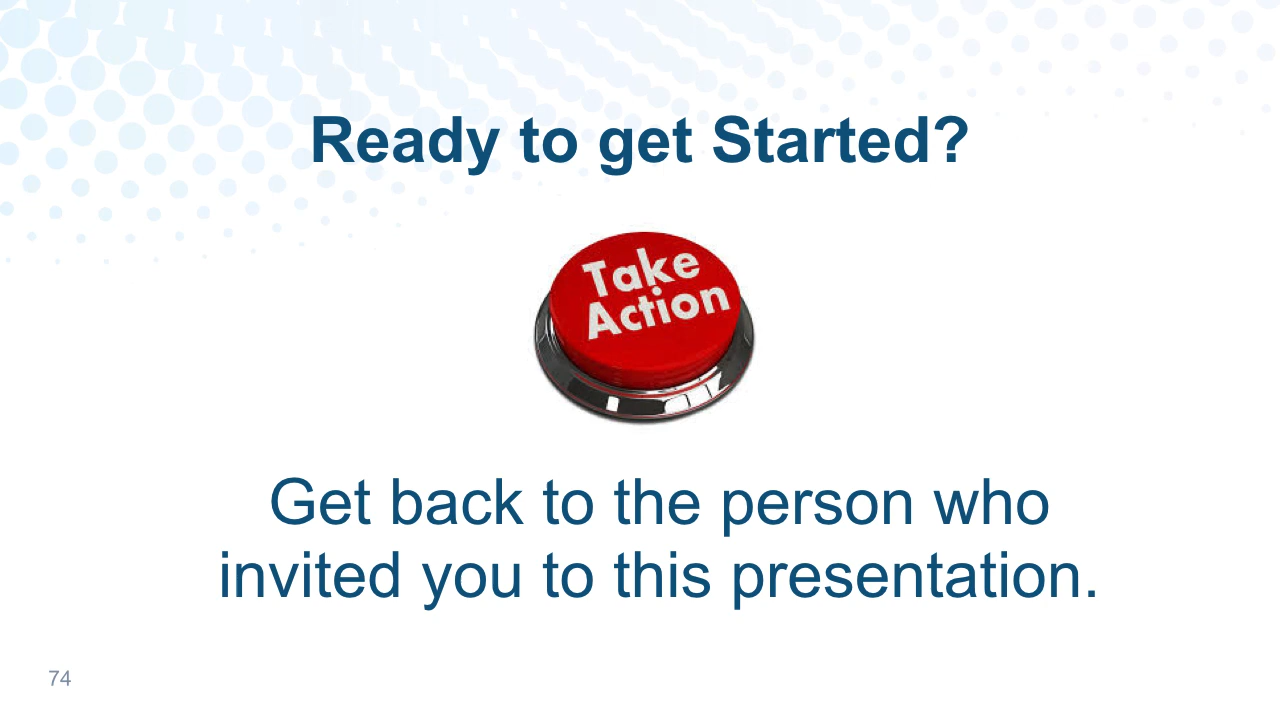 Ready to get Started?
Take
Action
Get back to the person who
invited you to this presentation.
74